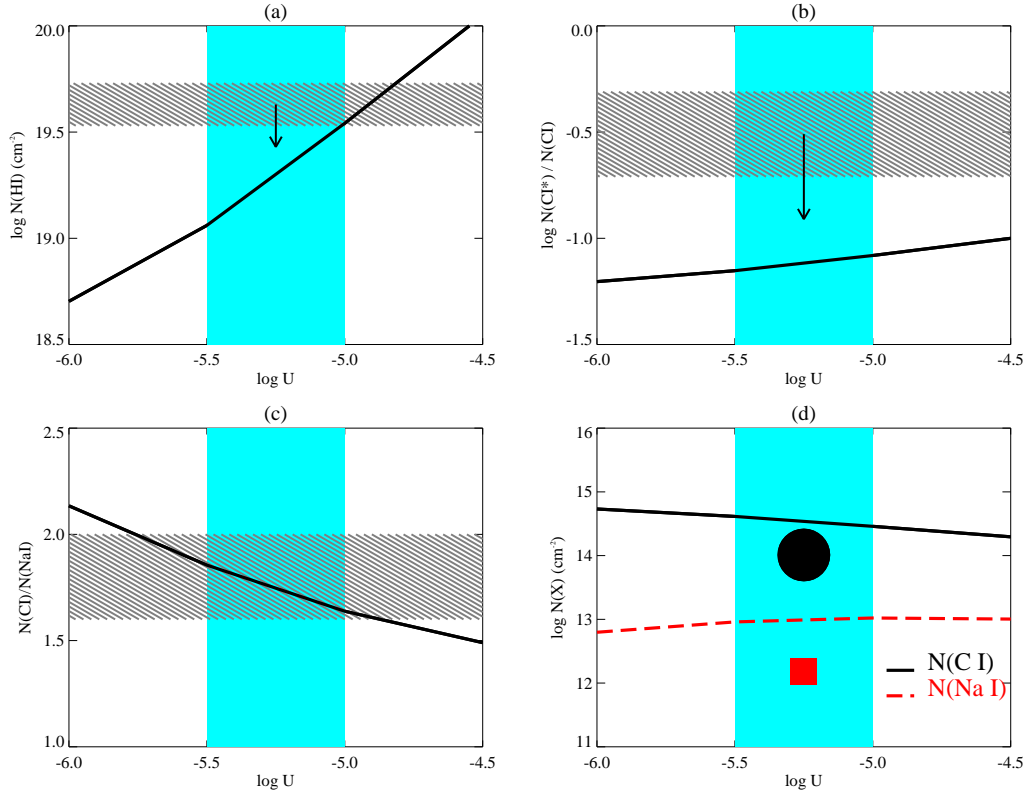 (a)
20.0
19.5
19.0
18.5
log N(HI) (cm⁻²)
-6.0 -5.5 -5.0 -4.5
log U
(b)
0.0
-0.5
-1.0
-1.5
log N(CI*) / N(CI)
-6.0 -5.5 -5.0 -4.5
log U
(c)
2.5
2.0
1.5
1.0
N(CI)/N(NaI)
-6.0 -5.5 -5.0 -4.5
log U
(d)
16
15
14
13
12
11
log N(X) (cm⁻²)
N(C I)
N(Na I)
-6.0 -5.5 -5.0 -4.5
log U